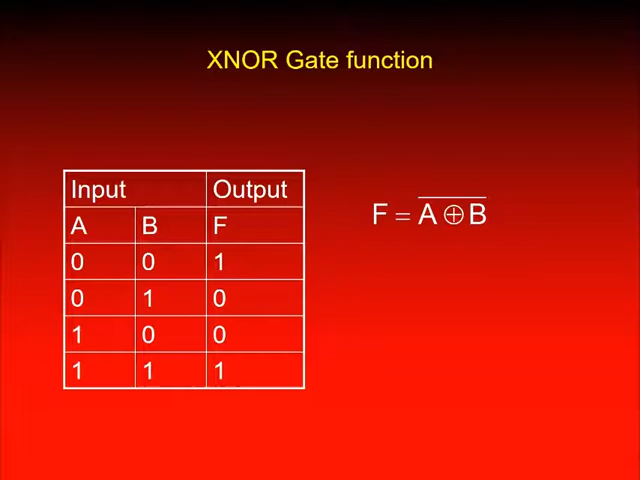 XNOR Gate function
Input Output
A B F
0 0 1
0 1 0
1 0 0
1 1 1
F = A̅ ̅⊕̅ ̅B̅